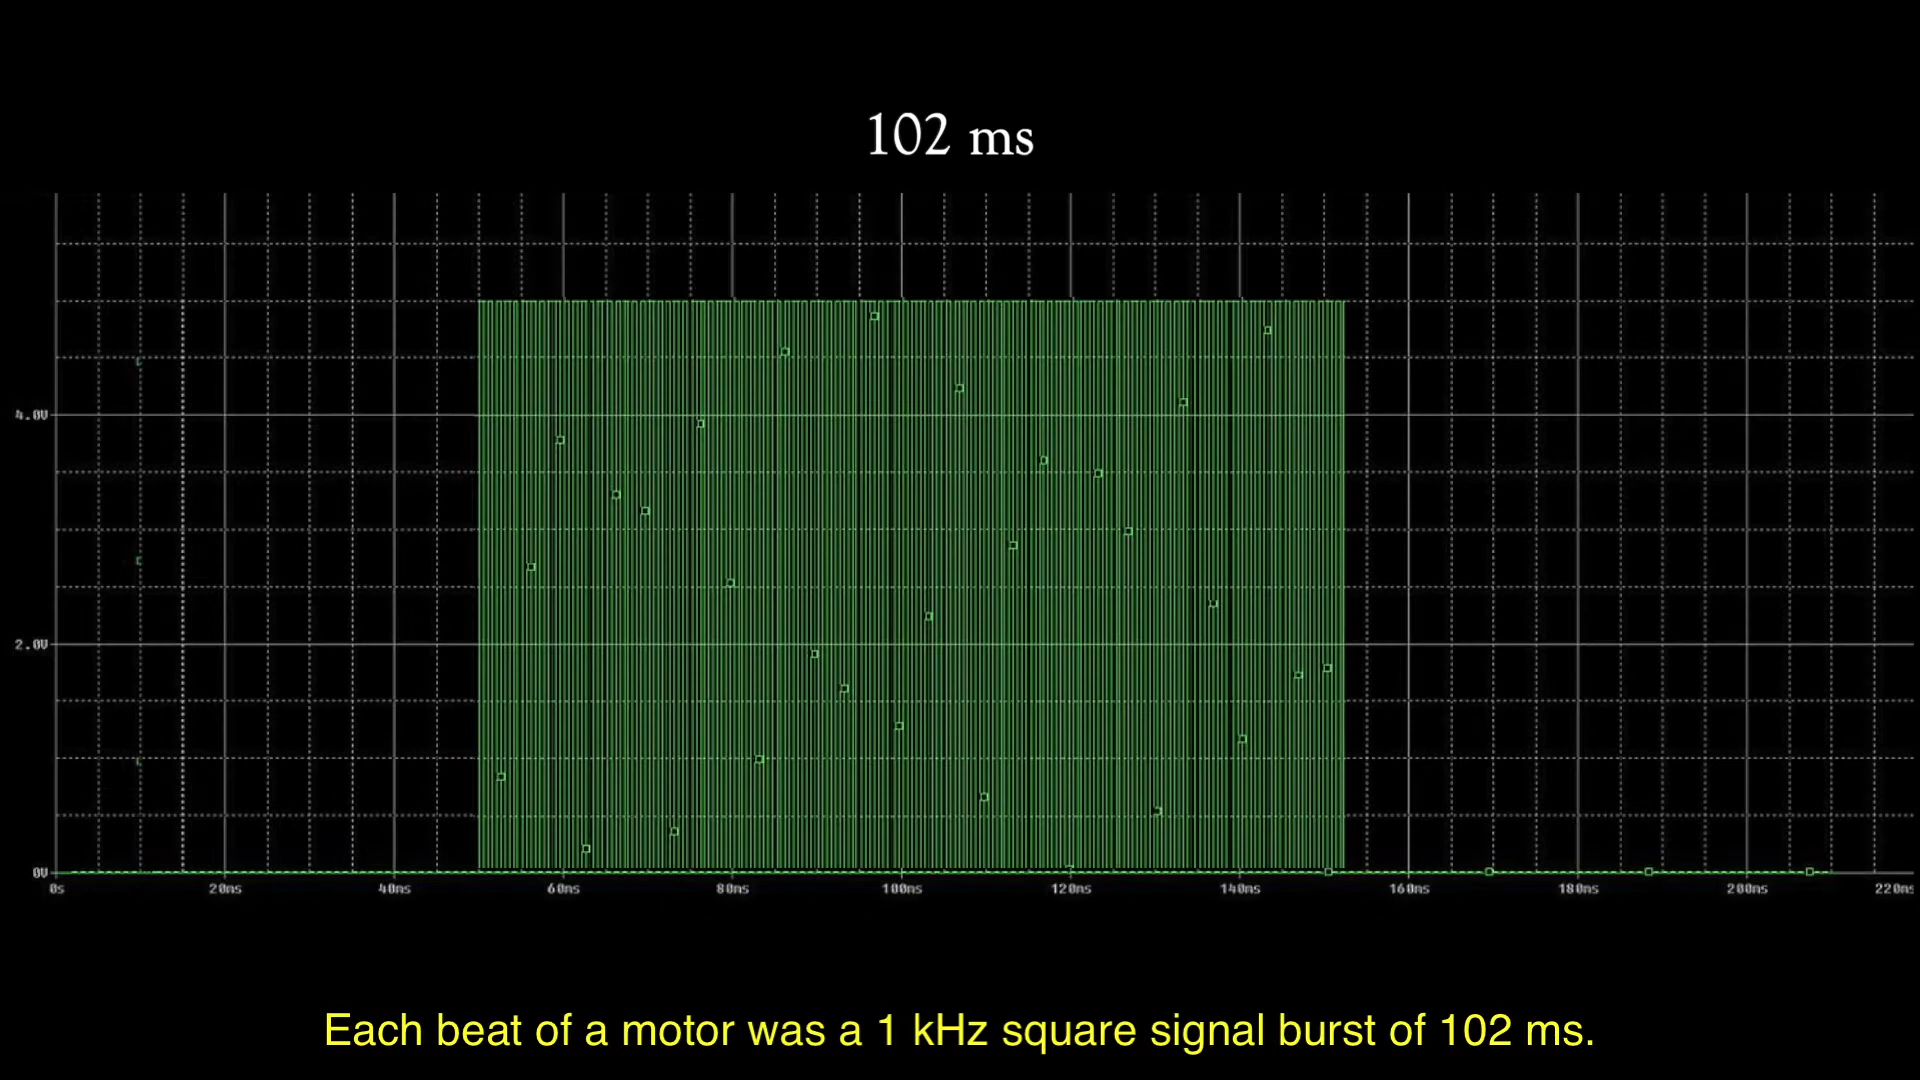 102 ms
4.0V
2.0V
0V
0s 20ms 40ms 60ms 80ms 100ms 120ms 140ms 160ms 180ms 200ms 220ms
Each beat of a motor was a 1 kHz square signal burst of 102 ms.